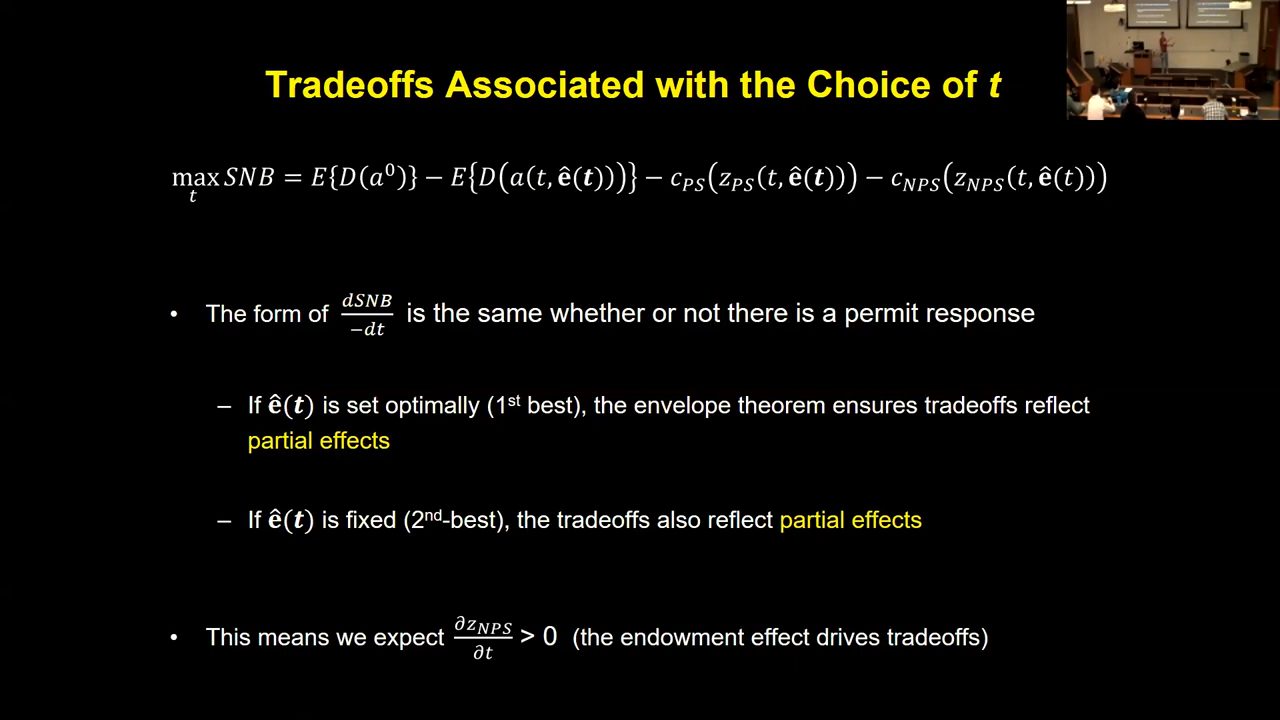 Tradeoffs Associated with the Choice of t
max_t SNB = E{D(a⁰)} − E{D(a(t, ê(t)))} − c_PS(z_PS(t, ê(t))) − c_NPS(z_NPS(t, ê(t)))
• The form of dSNB/−dt is the same whether or not there is a permit response
– If ê(t) is set optimally (1st best), the envelope theorem ensures tradeoffs reflect
partial effects
– If ê(t) is fixed (2nd-best), the tradeoffs also reflect partial effects
• This means we expect ∂z_NPS/∂t > 0 (the endowment effect drives tradeoffs)